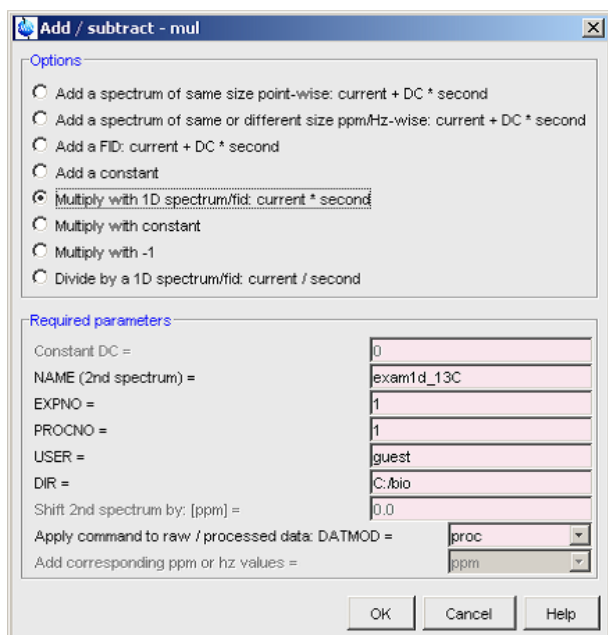 Add / subtract - mul
Options
Add a spectrum of same size point-wise: current + DC * second
Add a spectrum of same or different size ppm/Hz-wise: current + DC * second
Add a FID: current + DC * second
Add a constant
Multiply with 1D spectrum/fid: current * second
Multiply with constant
Multiply with -1
Divide by a 1D spectrum/fid: current / second
Required parameters
Constant DC = 0
NAME (2nd spectrum) = exam1d_13C
EXPNO = 1
PROCNO = 1
USER = guest
DIR = C:/bio
Shift 2nd spectrum by: [ppm] = 0.0
Apply command to raw / processed data: DATMOD = proc
Add corresponding ppm or hz values = ppm
OK Cancel Help